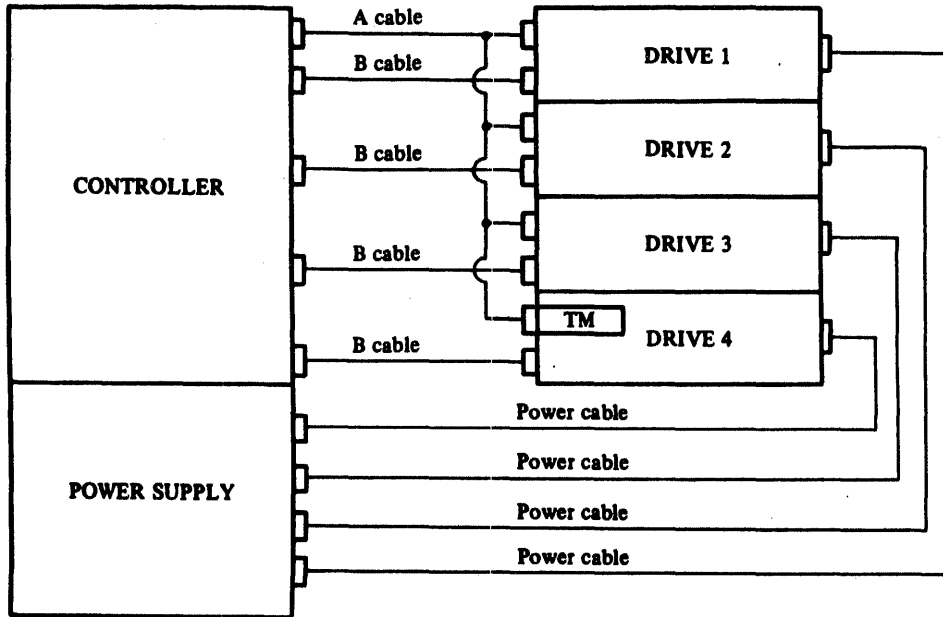 A cable
DRIVE 1
B cable
DRIVE 2
B cable
CONTROLLER
DRIVE 3
B cable
TM
DRIVE 4
B cable
Power cable
Power cable
POWER SUPPLY
Power cable
Power cable